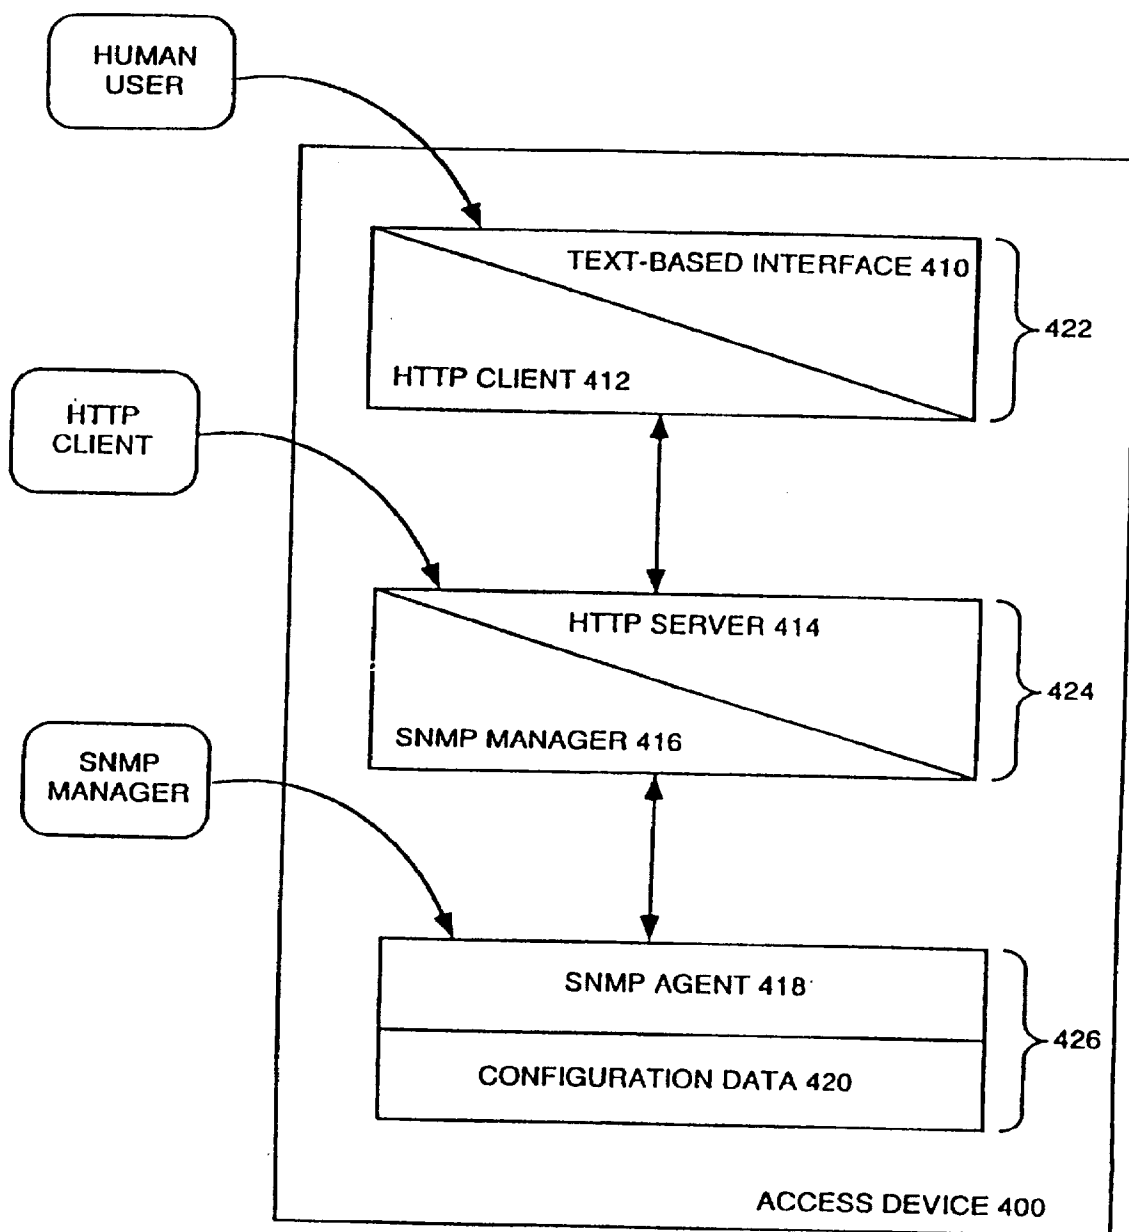 HUMAN
USER
TEXT-BASED INTERFACE 410
422
HTTP CLIENT 412
HTTP
CLIENT
HTTP SERVER 414
424
SNMP MANAGER 416
SNMP
MANAGER
SNMP AGENT 418
426
CONFIGURATION DATA 420
ACCESS DEVICE 400